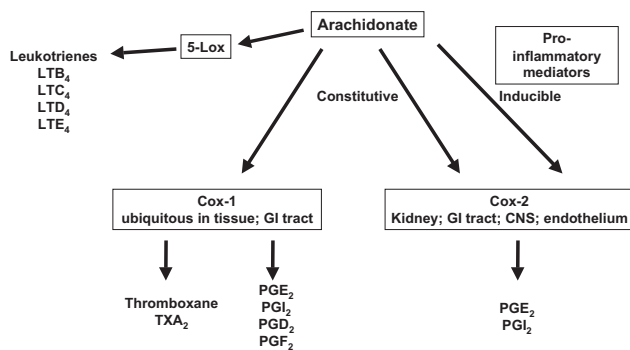 Arachidonate
5-Lox
Pro-
inflammatory
mediators
Leukotrienes
LTB₄
LTC₄
LTD₄
LTE₄
Constitutive
Inducible
Cox-1
ubiquitous in tissue; GI tract
Cox-2
Kidney; GI tract; CNS; endothelium
Thromboxane
TXA₂
PGE₂
PGI₂
PGD₂
PGF₂
PGE₂
PGI₂